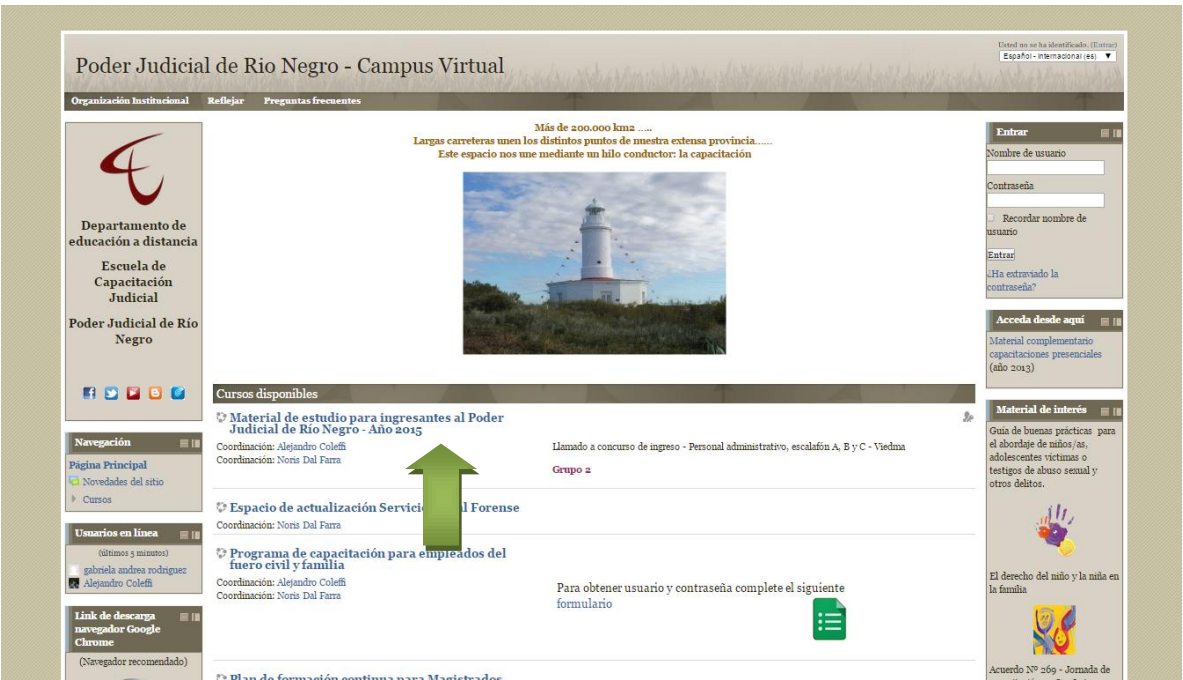 Usted no se ha identificado. (Entrar)
Español - Internacional (es)
Poder Judicial de Rio Negro - Campus Virtual
Organización Institucional Reflejar Preguntas frecuentes
Departamento de
educación a distancia
Escuela de
Capacitación
Judicial
Poder Judicial de Río
Negro
Navegación
Página Principal
Novedades del sitio
Cursos
Usuarios en línea
(últimos 5 minutos)
gabriela andrea rodriguez
Alejandro Coleffi
Link de descarga
navegador Google
Chrome
(Navegador recomendado)
Más de 200.000 km2 .....
Largas carreteras unen los distintos puntos de nuestra extensa provincia......
Este espacio nos une mediante un hilo conductor: la capacitación
Cursos disponibles
Material de estudio para ingresantes al Poder
Judicial de Río Negro - Año 2015
Coordinación: Alejandro Coleffi
Coordinación: Noris Dal Farra
Llamado a concurso de ingreso - Personal administrativo, escalafón A, B y C - Viedma
Grupo 2
Espacio de actualización Forense
Coordinación: Noris Dal Farra
Programa de capacitación para empleados del
fuero civil y familia
Coordinación: Alejandro Coleffi
Coordinación: Noris Dal Farra
Para obtener usuario y contraseña complete el siguiente
formulario
Plan de formación continua para Magistrados
Entrar
Nombre de usuario
Contraseña
Recordar nombre de
usuario
Entrar
¿Ha extraviado la
contraseña?
Acceda desde aquí
Material complementario
capacitaciones presenciales
(año 2013)
Material de interés
Guía de buenas prácticas para
el abordaje de niños/as,
adolescentes víctimas o
testigos de abuso sexual y
otros delitos.
El derecho del niño y la niña en
la familia
Acuerdo Nº 269 - Jornada de